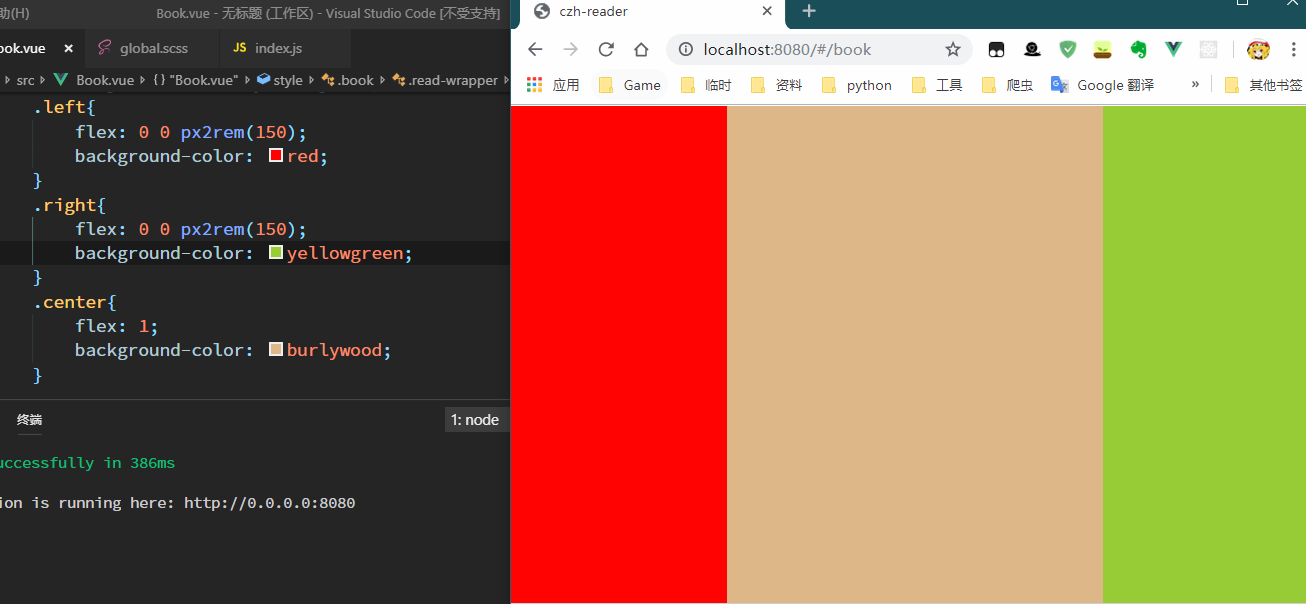 助(H)
Book.vue - 无标题 (工作区) - Visual Studio Code [不受支持]
ook.vue
global.scss
JS index.js
src
Book.vue
{} "Book.vue"
style
.book
.read-wrapper
.left{
flex: 0 0 px2rem(150);
background-color: red;
}
.right{
flex: 0 0 px2rem(150);
background-color: yellowgreen;
}
.center{
flex: 1;
background-color: burlywood;
}
终端
1: node
uccessfully in 386ms
ion is running here: http://0.0.0.0:8080
czh-reader
localhost:8080/#/book
应用
Game
临时
资料
python
工具
爬虫
Google 翻译
»
其他书签